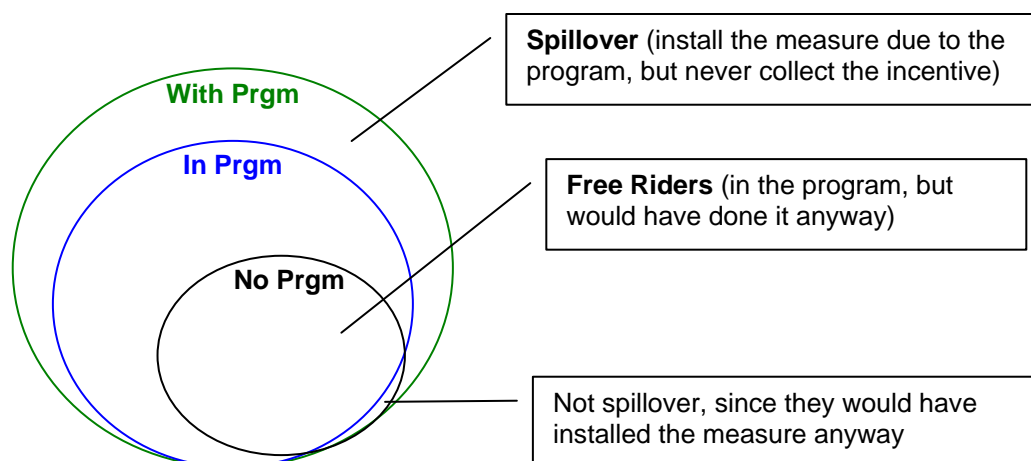 Spillover (install the measure due to the
program, but never collect the incentive)
With Prgm
In Prgm
Free Riders (in the program, but
would have done it anyway)
No Prgm
Not spillover, since they would have
installed the measure anyway